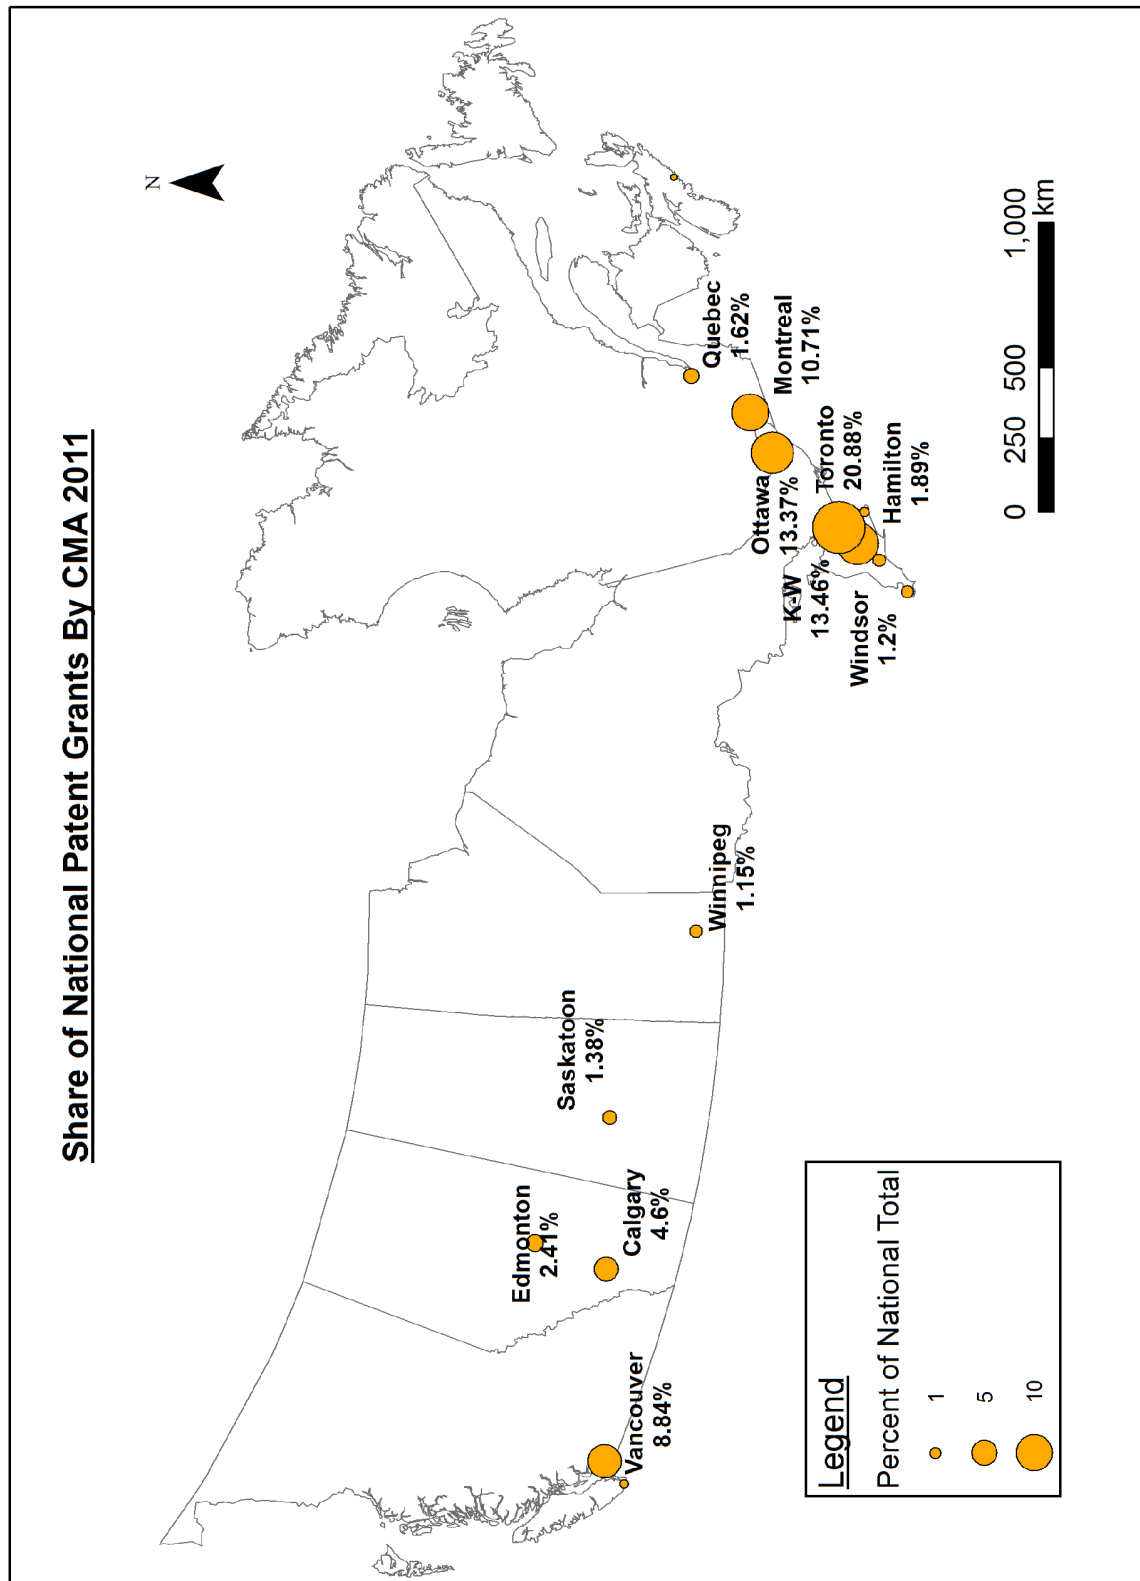 Share of National Patent Grants By CMA 2011
N
Edmonton
2.41%
Calgary
4.6%
Vancouver
8.84%
Saskatoon
1.38%
Winnipeg
1.15%
Quebec
1.62%
Montreal
10.71%
Ottawa
13.37%
Toronto
20.88%
K-W
13.46%
Hamilton
1.89%
Windsor
1.2%
Legend
Percent of National Total
1
5
10
0 250 500 1,000
km